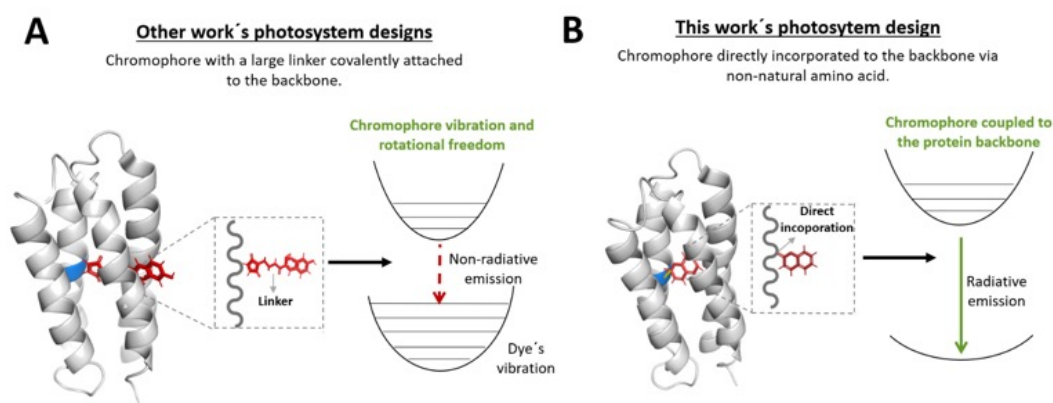 A
Other work´s photosystem designs
Chromophore with a large linker covalently attached
to the backbone.
Chromophore vibration and
rotational freedom
Linker
Non-radiative
emission
Dye´s
vibration
B
This work´s photosytem design
Chromophore directly incorporated to the backbone via
non-natural amino acid.
Chromophore coupled to
the protein backbone
Direct
incoporation
Radiative
emission